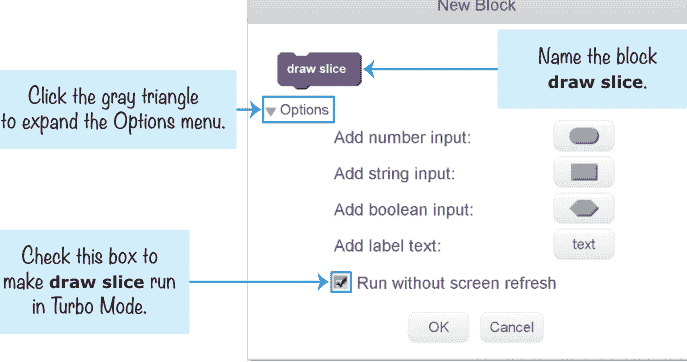 New Block
draw slice
Name the block
draw slice.
Click the gray triangle
to expand the Options menu.
Options
Add number input:
Add string input:
Add boolean input:
Add label text:
text
Check this box to
make draw slice run
in Turbo Mode.
Run without screen refresh
OK
Cancel